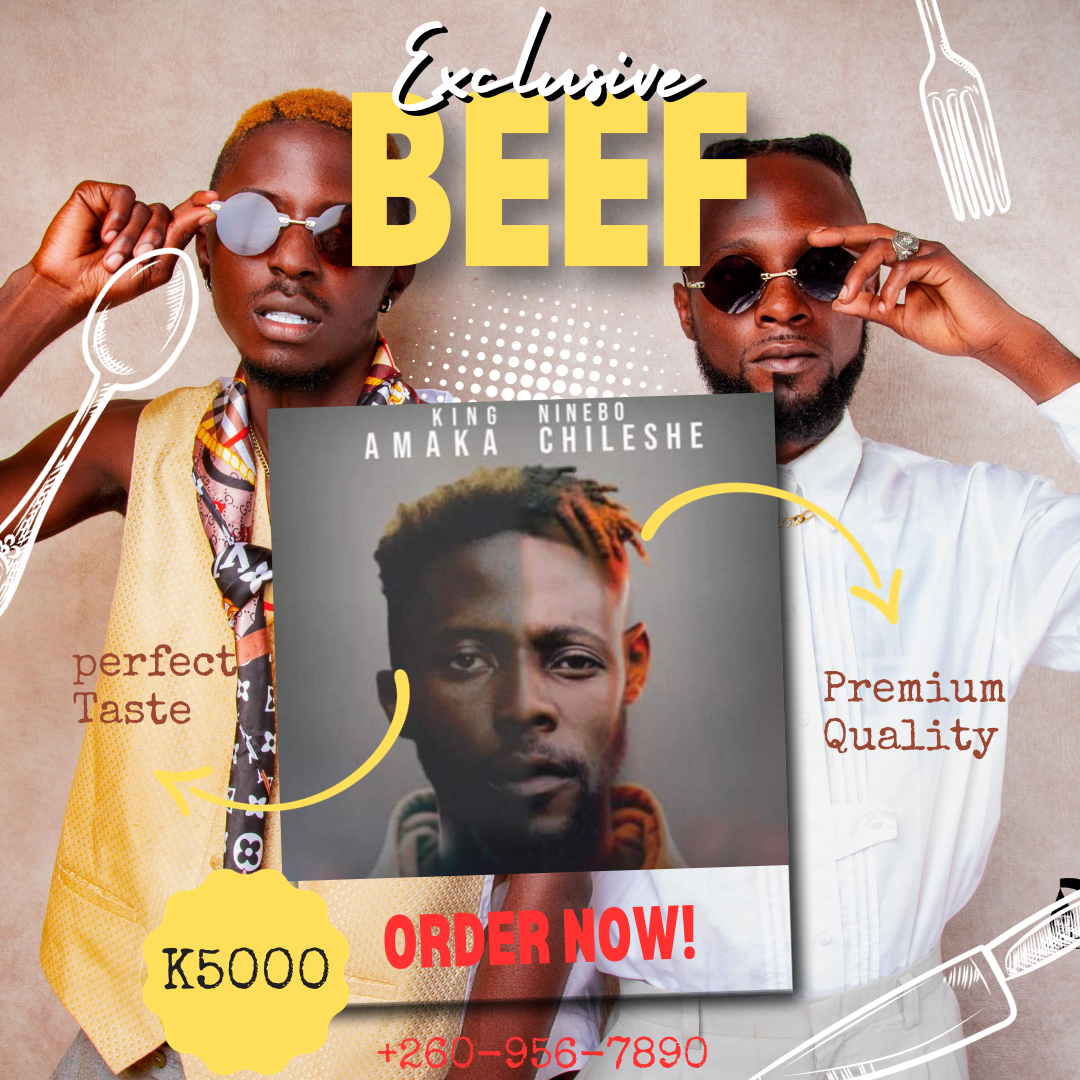 Exclusive
BEEF
KING NINEBO
AMAKA CHILESHE
perfect
Taste
Premium
Quality
K5000
ORDER NOW!
+260-956-7890